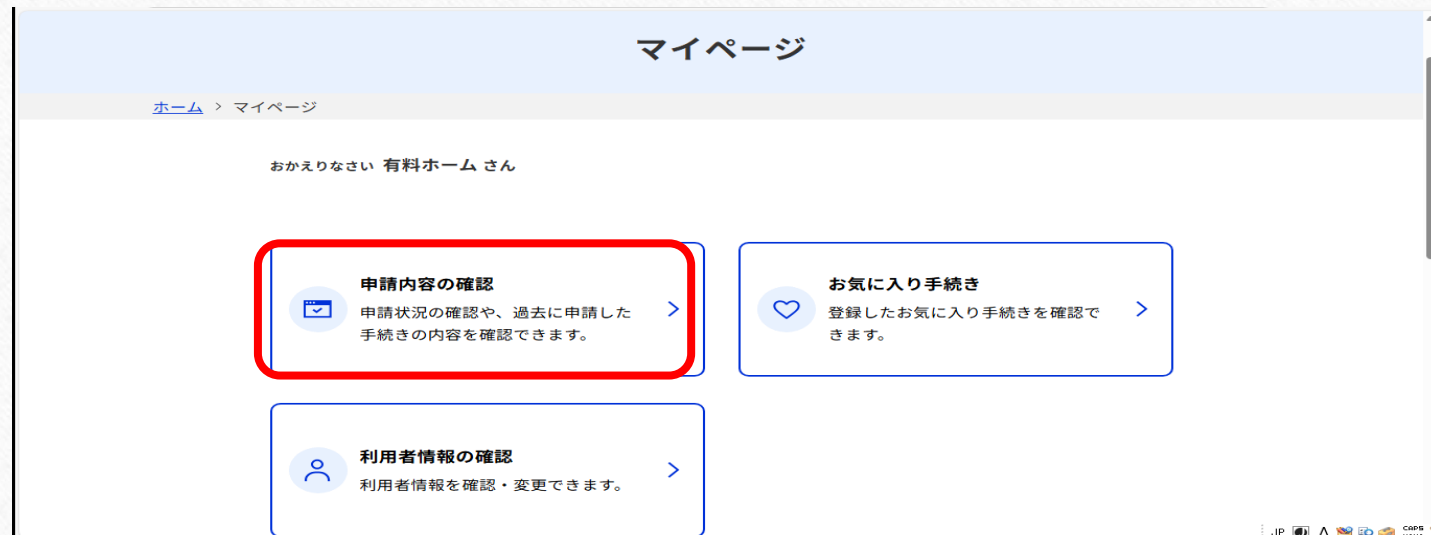 マイページ
ホーム > マイページ
おかえりなさい 有料ホーム さん
申請内容の確認
申請状況の確認や、過去に申請した
手続きの内容を確認できます。
お気に入り手続き
登録したお気に入り手続きを確認で
きます。
利用者情報の確認
利用者情報を確認・変更できます。
JP
A
CAPS